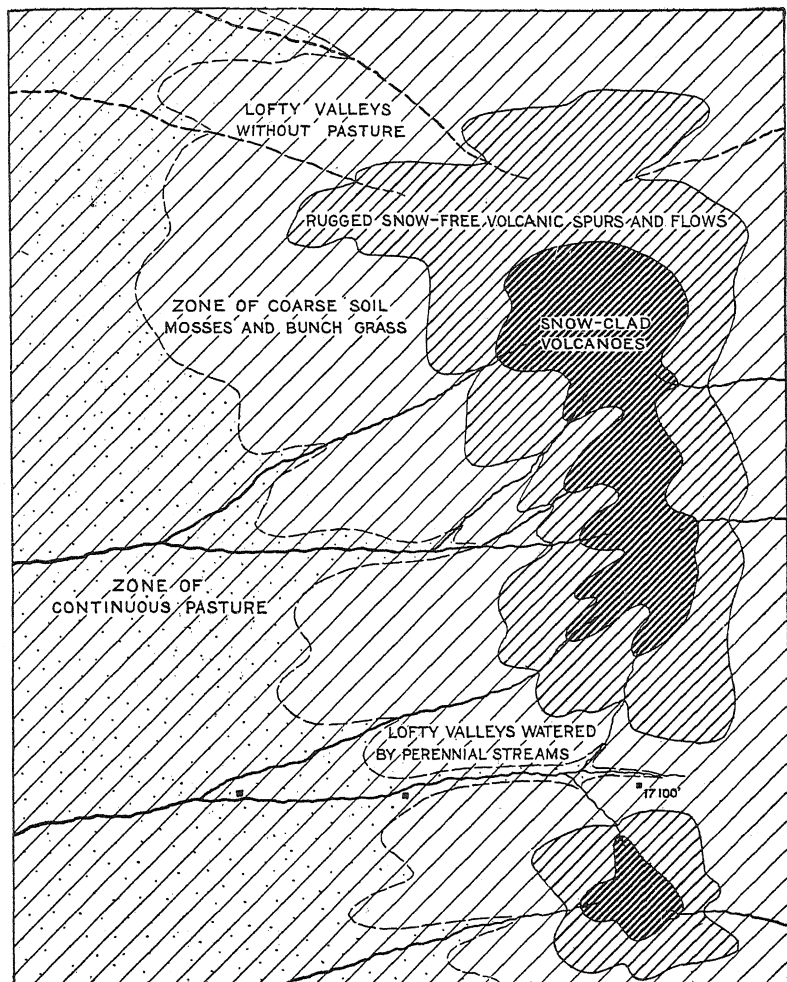 LOFTY VALLEYS
WITHOUT PASTURE
RUGGED SNOW-FREE VOLCANIC SPURS AND FLOWS
ZONE OF COARSE SOIL
MOSSES AND BUNCH GRASS
SNOW-CLAD
VOLCANOES
ZONE OF
CONTINUOUS PASTURE
LOFTY VALLEYS WATERED
BY PERENNIAL STREAMS
17100'